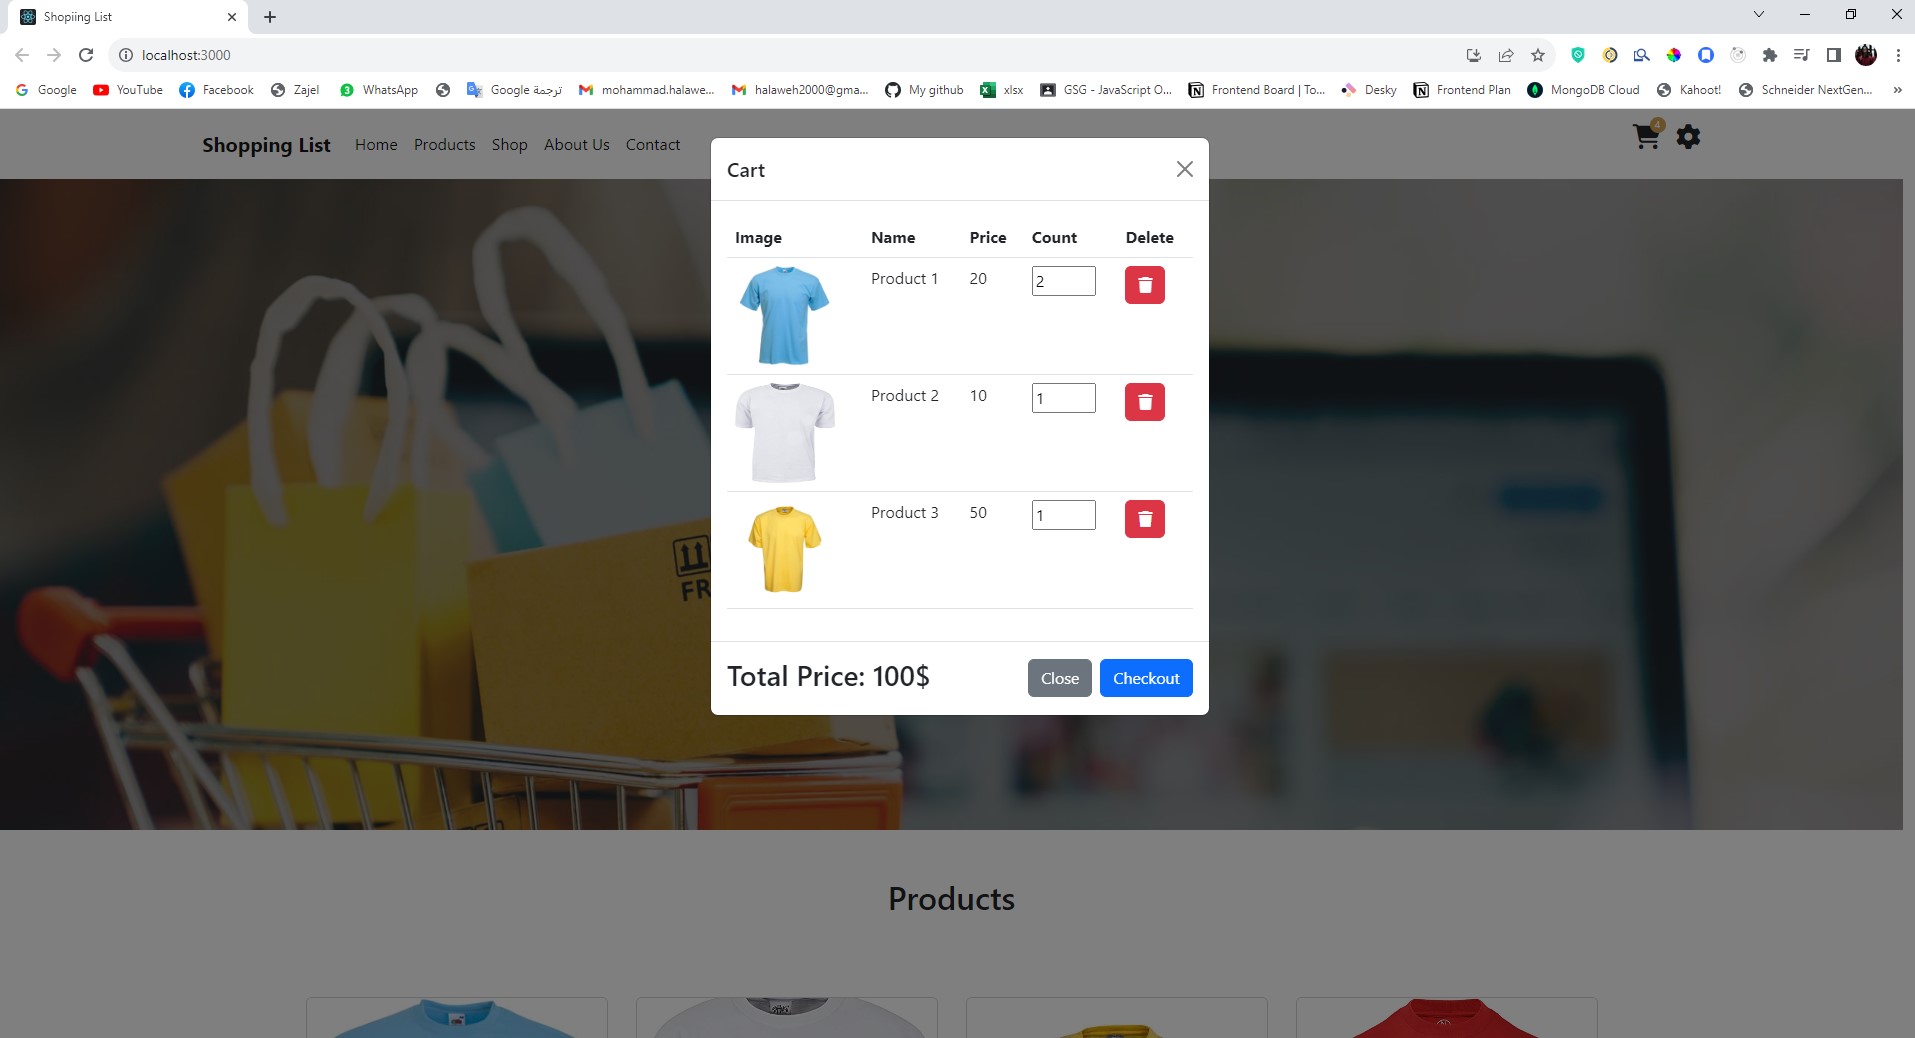 Shopiing List
localhost:3000
Google YouTube Facebook Zajel WhatsApp Google ترجمة mohammad.halawe... halaweh2000@gma... My github xlsx GSG - JavaScript O... Frontend Board | To... Desky Frontend Plan MongoDB Cloud Kahoot! Schneider NextGen... »
Shopping List Home Products Shop About Us Contact 4
Cart
Image Name Price Count Delete
Product 1 20 2
Product 2 10 1
Product 3 50 1
FR
Total Price: 100$ Close Checkout
Products